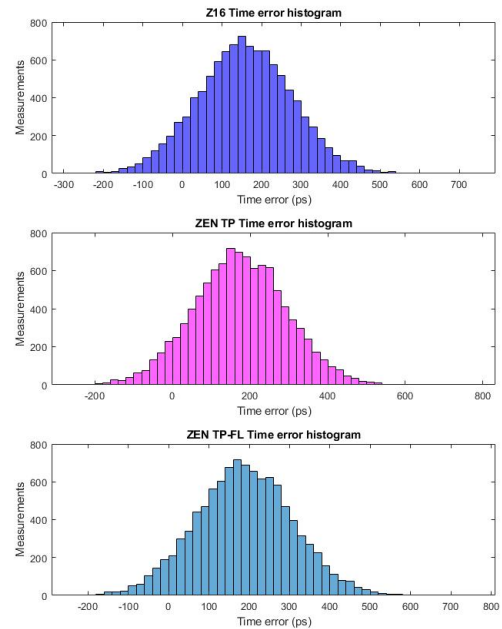 Z16 Time error histogram
Measurements
800
600
400
200
0
-300 -200 -100 0 100 200 300 400 500 600 700
Time error (ps)
ZEN TP Time error histogram
Measurements
800
600
400
200
0
-200 0 200 400 600 800
Time error (ps)
ZEN TP-FL Time error histogram
Measurements
800
600
400
200
0
-200 -100 0 100 200 300 400 500 600 700 800
Time error (ps)